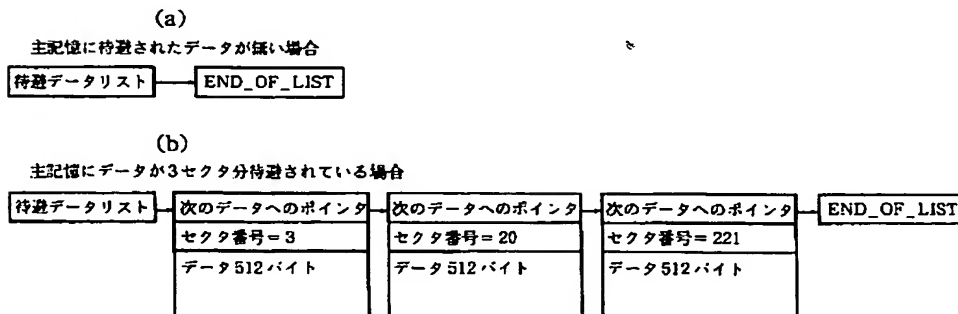 (a)
主記憶に待避されたデータが無い場合
待避データリスト END_OF_LIST
(b)
主記憶にデータが3セクタ分待避されている場合
待避データリスト 次のデータへのポインタ 次のデータへのポインタ 次のデータへのポインタ END_OF_LIST
セクタ番号=3 セクタ番号=20 セクタ番号=221
データ512バイト データ512バイト データ512バイト